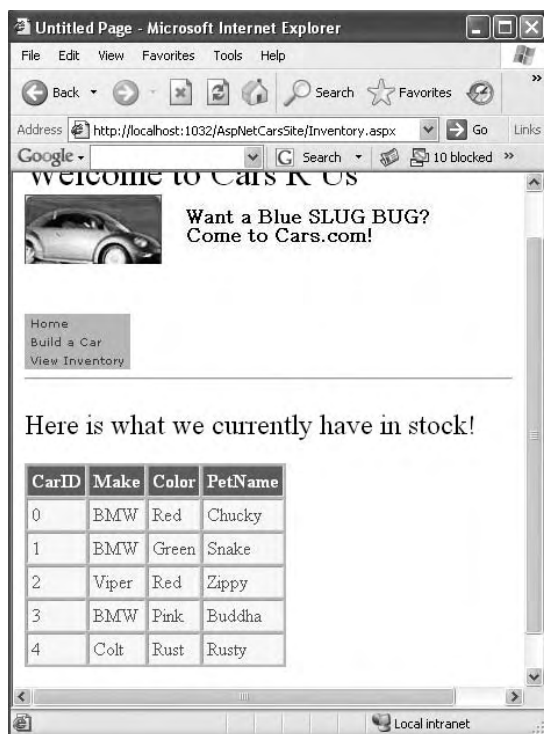 Untitled Page - Microsoft Internet Explorer
File Edit View Favorites Tools Help
Back Search Favorites »
Address http://localhost:1032/AspNetCarsSite/Inventory.aspx Go Links
Google G Search 10 blocked »
Welcome to Cars R Us
Want a Blue SLUG BUG?
Come to Cars.com!
Home
Build a Car
View Inventory
Here is what we currently have in stock!
CarID Make Color PetName
0 BMW Red Chucky
1 BMW Green Snake
2 Viper Red Zippy
3 BMW Pink Buddha
4 Colt Rust Rusty
Local intranet